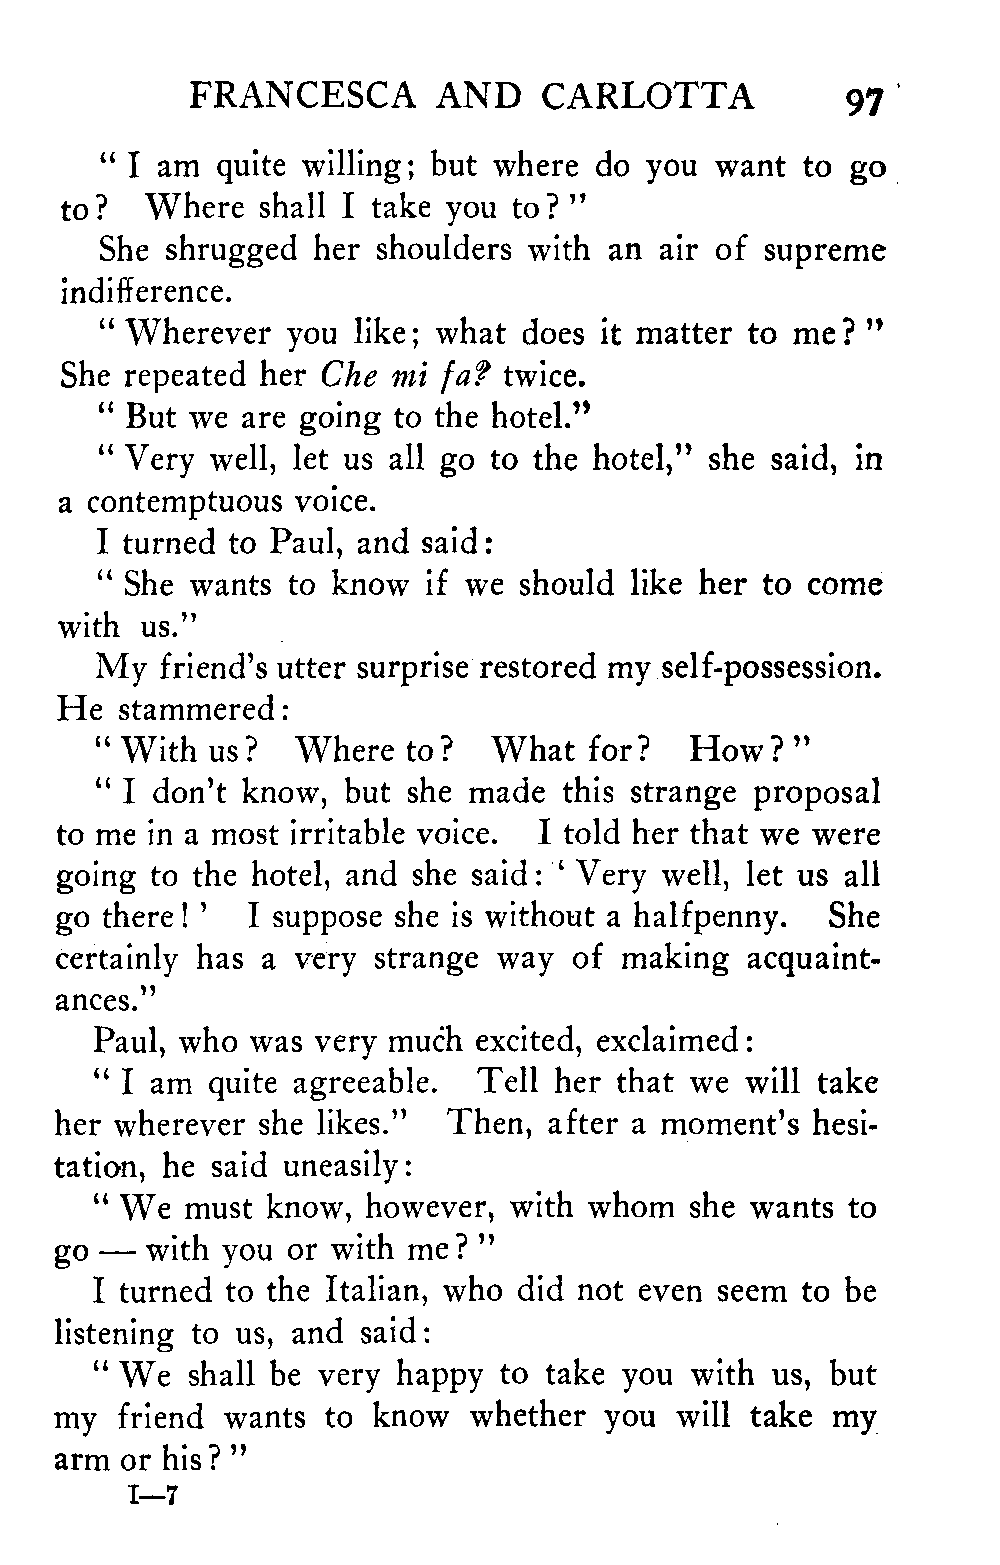 FRANCESCA AND CARLOTTA 97
“ I am quite willing; but where do you want to go
to? Where shall I take you to? ”
She shrugged her shoulders with an air of supreme
indifference.
“ Wherever you like; what does it matter to me? ”
She repeated her Che mi fa? twice.
“ But we are going to the hotel.”
“ Very well, let us all go to the hotel,” she said, in
a contemptuous voice.
I turned to Paul, and said:
“ She wants to know if we should like her to come
with us.”
My friend’s utter surprise restored my self-possession.
He stammered:
“ With us? Where to? What for? How? ”
“ I don’t know, but she made this strange proposal
to me in a most irritable voice. I told her that we were
going to the hotel, and she said: ‘ Very well, let us all
go there! ’ I suppose she is without a halfpenny. She
certainly has a very strange way of making acquaint-
ances.”
Paul, who was very much excited, exclaimed:
“ I am quite agreeable. Tell her that we will take
her wherever she likes.” Then, after a moment’s hesi-
tation, he said uneasily:
“ We must know, however, with whom she wants to
go — with you or with me? ”
I turned to the Italian, who did not even seem to be
listening to us, and said:
“ We shall be very happy to take you with us, but
my friend wants to know whether you will take my
arm or his? ”
I—7